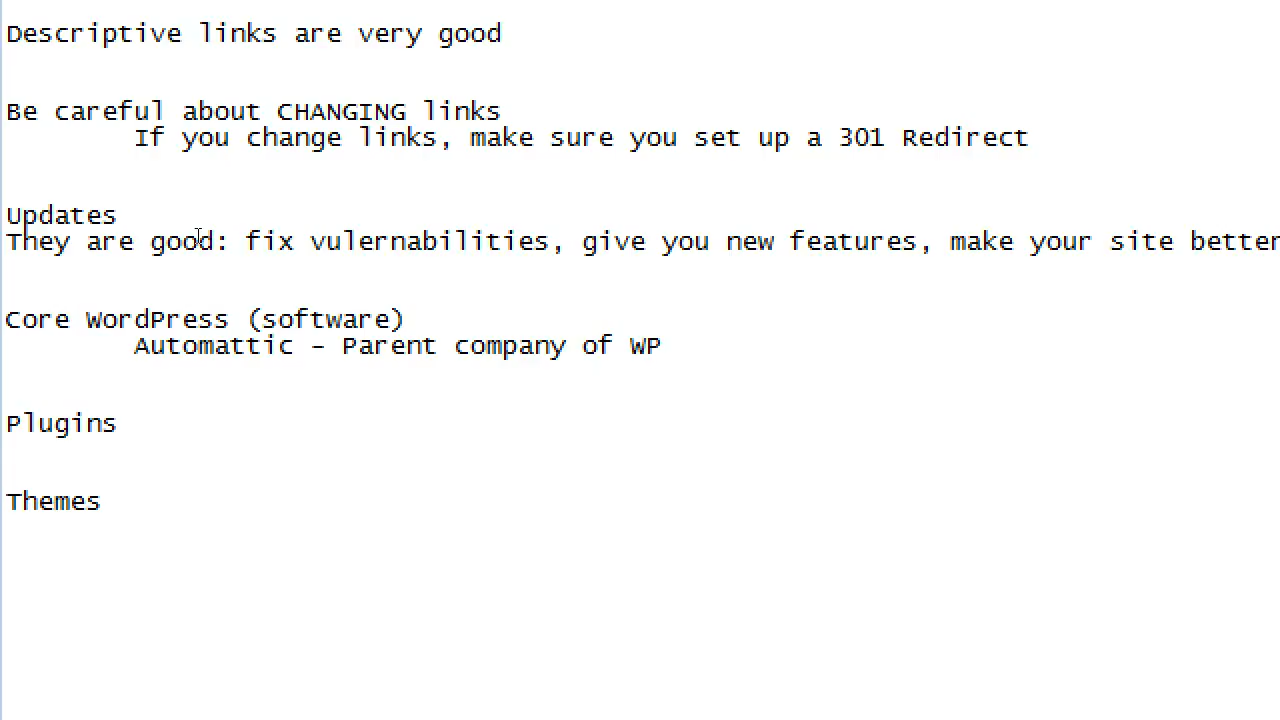 Descriptive links are very good
Be careful about CHANGING links
If you change links, make sure you set up a 301 Redirect
Updates
They are good: fix vulernabilities, give you new features, make your site better
Core WordPress (software)
Automattic - Parent company of WP
Plugins
Themes